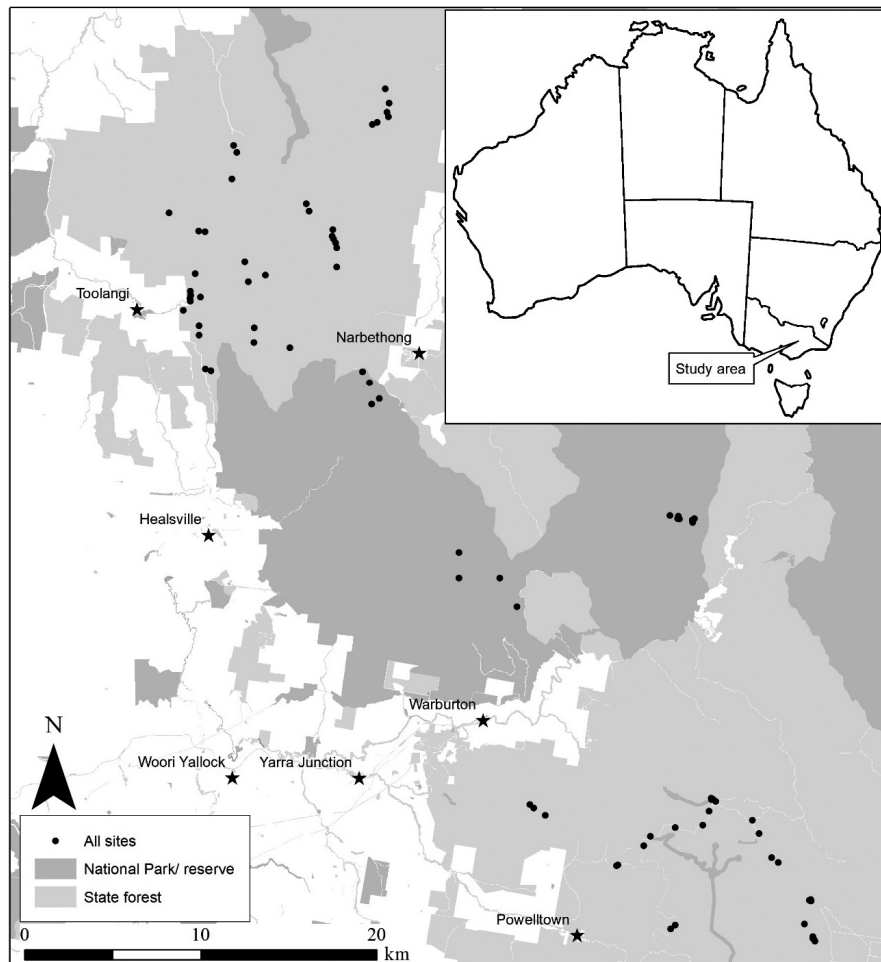 Study area
Toolangi
Narbethong
Healsville
Warburton
N
Woori Yallock
Yarra Junction
All sites
National Park/ reserve
State forest
Powelltown
0 10 20
km